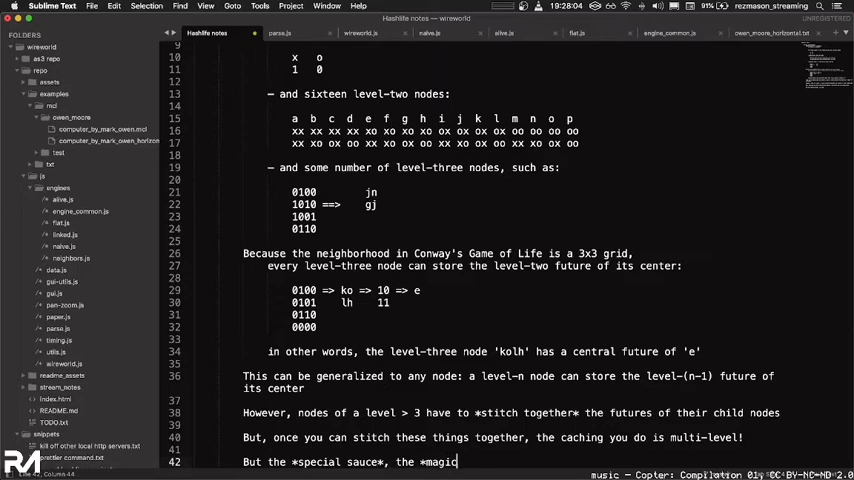 Sublime Text File Edit Selection Find View Goto Tools Project Window Help 91% 19:28:04 rezmason_streaming
Hashlife notes — wireworld UNREGISTERED
FOLDERS
wireworld
as3 repo
repo
assets
examples
mcl
owen_moore
computer_by_mark_owen.mcl
computer_by_mark_owen_horizon
test
txt
js
engines
alive.js
engine_common.js
flat.js
linked.js
naive.js
neighbors.js
data.js
gui-utils.js
gui.js
pan-zoom.js
paper.js
parse.js
timing.js
utils.js
wireworld.js
readme_assets
stream_notes
index.html
README.md
TODO.txt
snippets
kill off other local http servers.txt
Hashlife notes parse.js wireworld.js naive.js alive.js flat.js engine_common.js owen_moore_horizontal.txt
9
10 x o
11 1 0
12
13 — and sixteen level-two nodes:
14
15 a b c d e f g h i j k l m n o p
16 xx xx xx xx xo xo xo xo ox ox ox ox oo oo oo oo
17 xx xo ox oo xx xo ox oo xx xo ox oo xx xo ox oo
18
19 — and some number of level-three nodes, such as:
20
21 0100 jn
22 1010 ==> gj
23 1001
24 0110
25
26 Because the neighborhood in Conway's Game of Life is a 3x3 grid,
27 every level-three node can store the level-two future of its center:
28
29 0100 => ko => 10 => e
30 0101 lh 11
31 0110
32 0000
33
34 in other words, the level-three node 'kolh' has a central future of 'e'
35
36 This can be generalized to any node: a level-n node can store the level-(n-1) future of
its center
37
38 However, nodes of a level > 3 have to *stitch together* the futures of their child nodes
39
40 But, once you can stitch these things together, the caching you do is multi-level!
41
42 But the *special sauce*, the *magic
RM
Line 42, Column 44
music — Copter: Compilation 01, CC BY-NC-ND 2.0